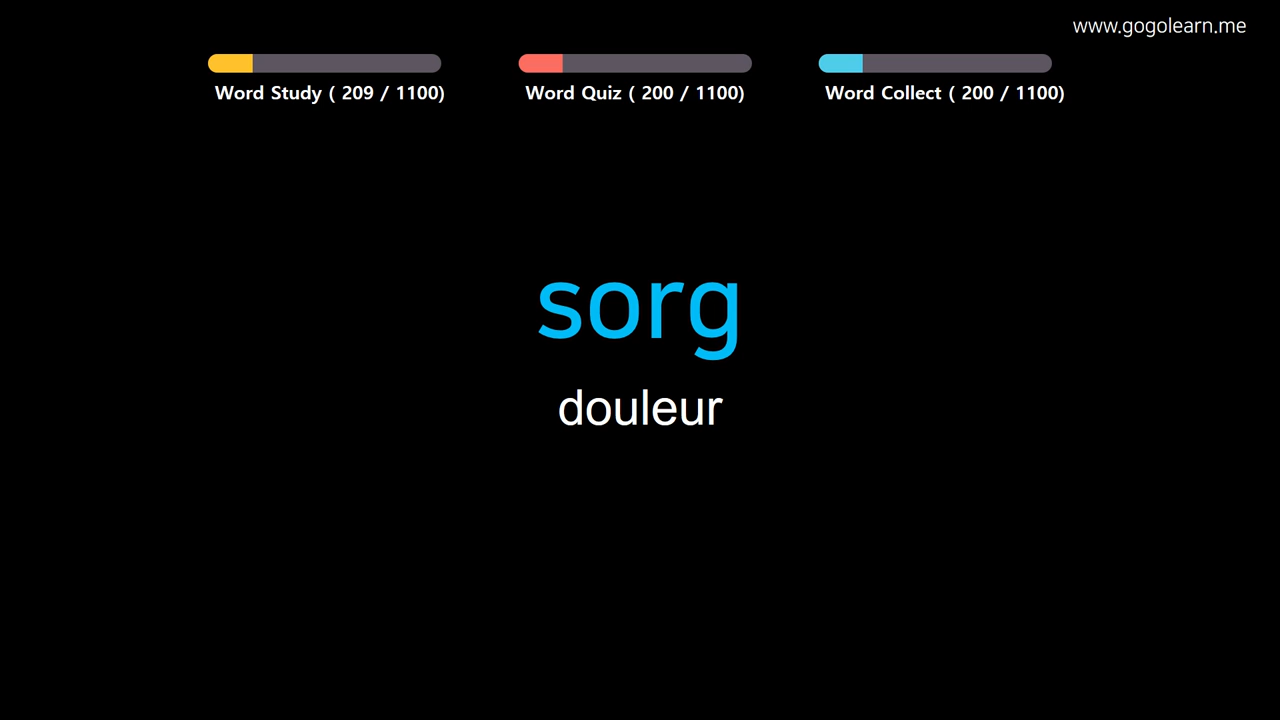 www.gogolearn.me
Word Study ( 209 / 1100)
Word Quiz ( 200 / 1100)
Word Collect ( 200 / 1100)
sorg
douleur